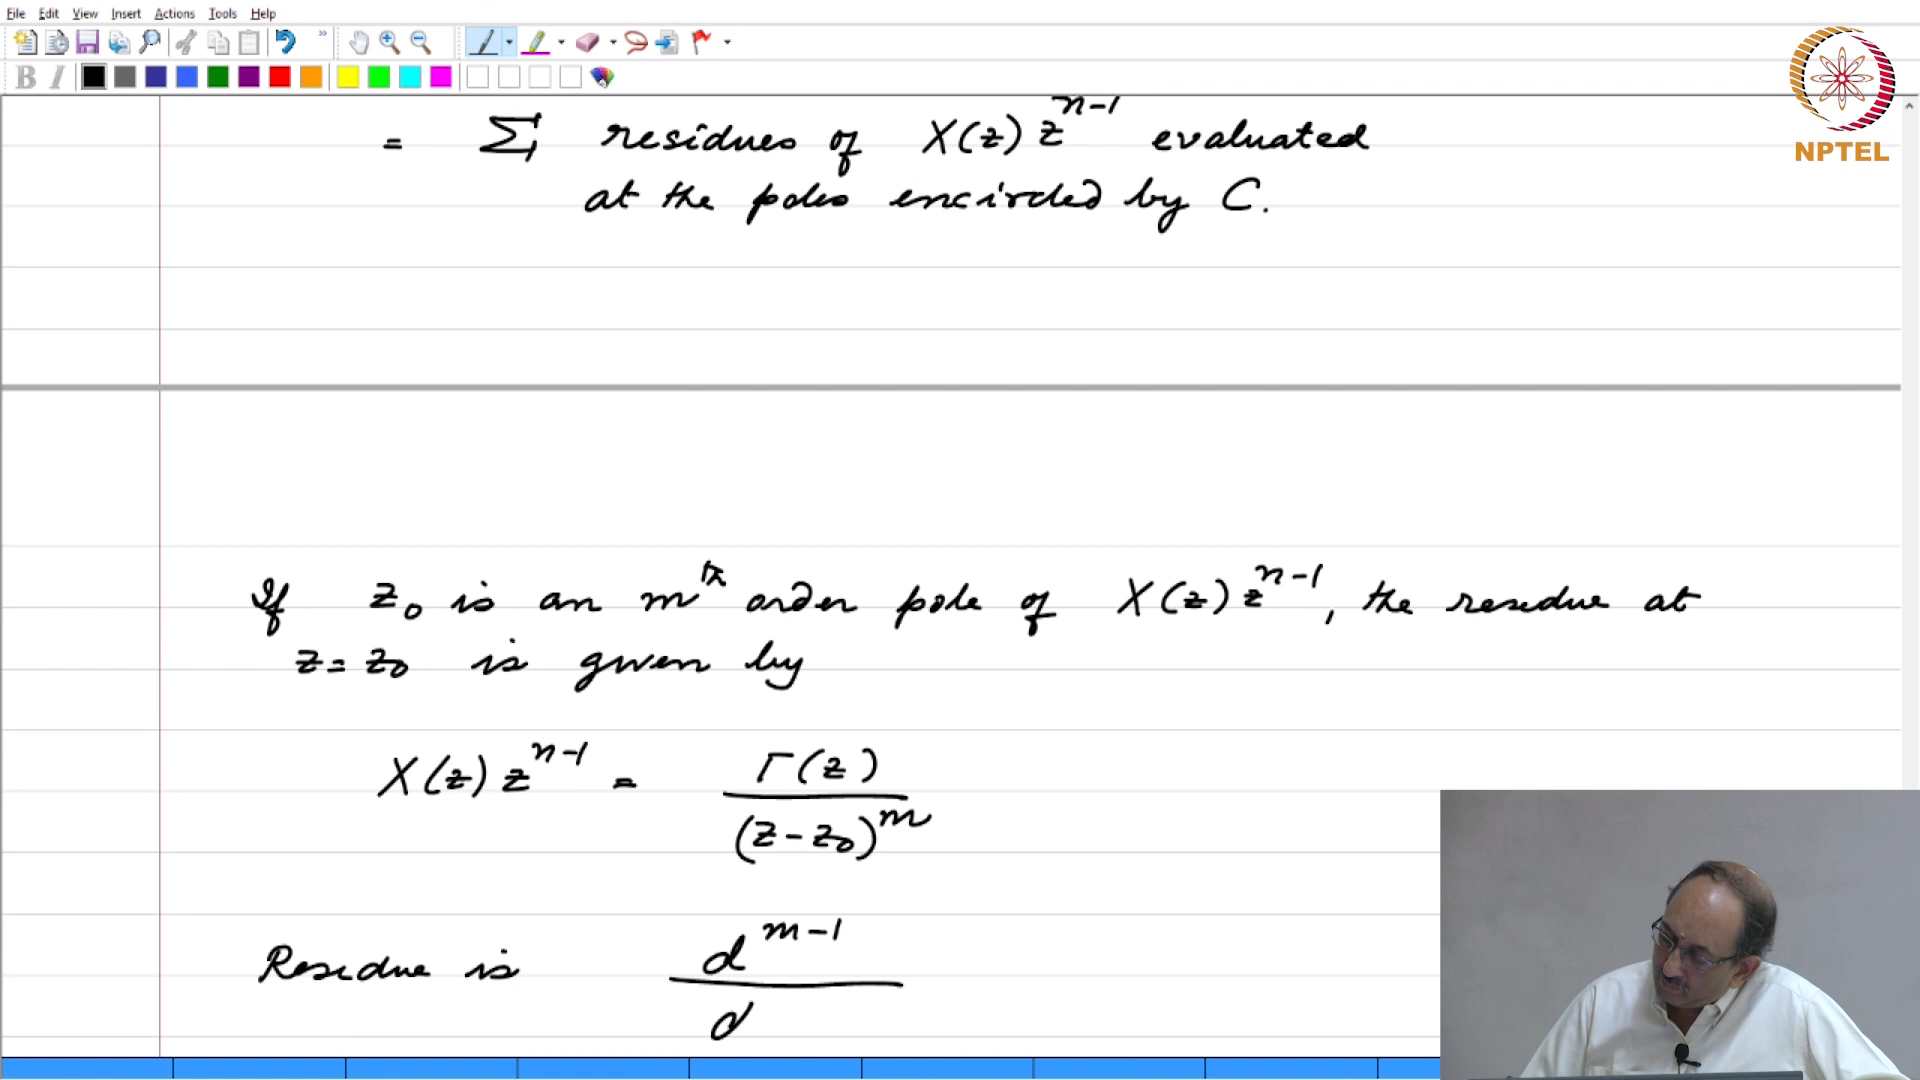 File Edit View Insert Actions Tools Help
B I
NPTEL
= Σ residues of X(z) z^{n-1} evaluated
at the poles encircled by C.
If z₀ is an m^{th} order pole of X(z) z^{n-1}, the residue at
z = z₀ is given by
X(z) z^{n-1} = Γ(z) / (z - z₀)^m
Residue is d^{m-1} / d